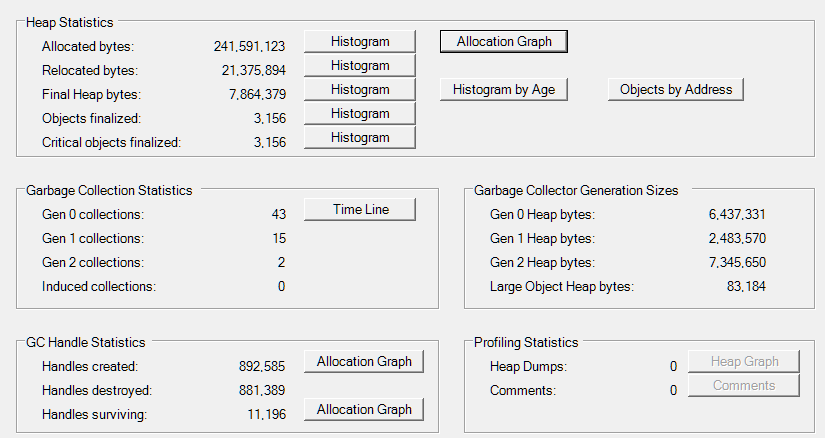 Heap Statistics
Allocated bytes: 241,591,123 Histogram Allocation Graph
Relocated bytes: 21,375,894 Histogram
Final Heap bytes: 7,864,379 Histogram Histogram by Age Objects by Address
Objects finalized: 3,156 Histogram
Critical objects finalized: 3,156 Histogram
Garbage Collection Statistics
Gen 0 collections: 43 Time Line
Gen 1 collections: 15
Gen 2 collections: 2
Induced collections: 0
Garbage Collector Generation Sizes
Gen 0 Heap bytes: 6,437,331
Gen 1 Heap bytes: 2,483,570
Gen 2 Heap bytes: 7,345,650
Large Object Heap bytes: 83,184
GC Handle Statistics
Handles created: 892,585 Allocation Graph
Handles destroyed: 881,389
Handles surviving: 11,196 Allocation Graph
Profiling Statistics
Heap Dumps: 0 Heap Graph
Comments: 0 Comments